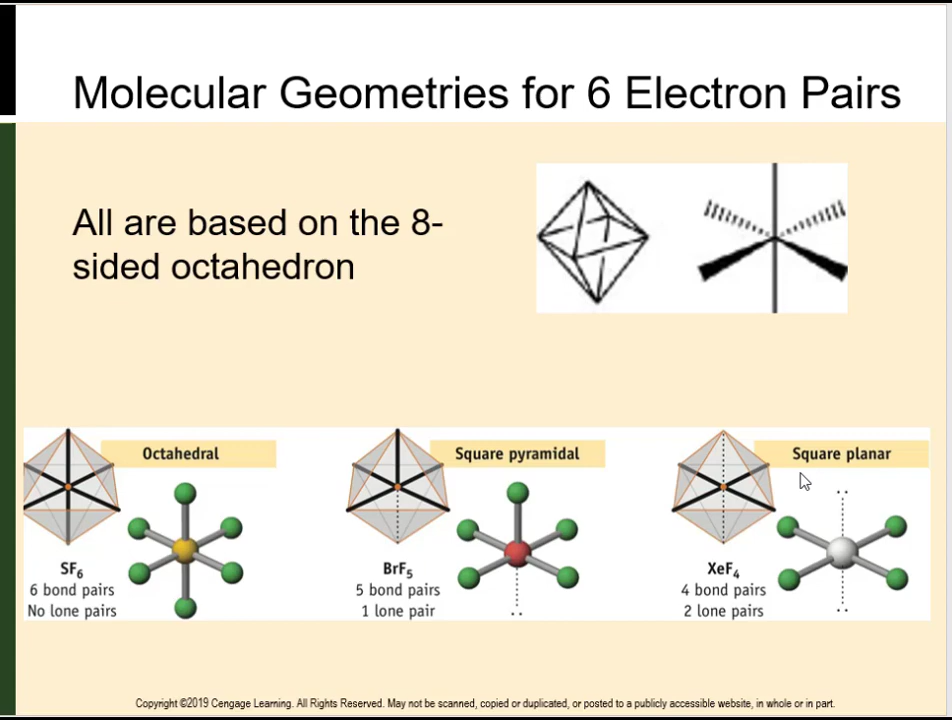 Molecular Geometries for 6 Electron Pairs
All are based on the 8-
sided octahedron
Octahedral
SF6
6 bond pairs
No lone pairs
Square pyramidal
BrF5
5 bond pairs
1 lone pair
Square planar
XeF4
4 bond pairs
2 lone pairs
Copyright ©2019 Cengage Learning. All Rights Reserved. May not be scanned, copied or duplicated, or posted to a publicly accessible website, in whole or in part.